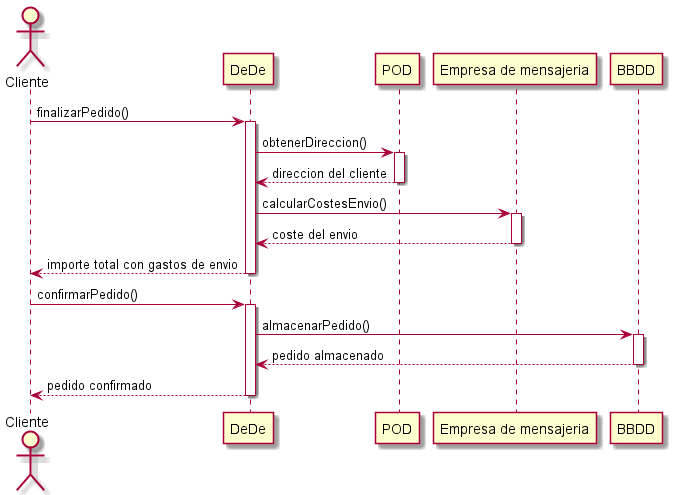 Cliente
DeDe
POD
Empresa de mensajeria
BBDD
finalizarPedido()
obtenerDireccion()
direccion del cliente
calcularCostesEnvio()
coste del envio
importe total con gastos de envio
confirmarPedido()
almacenarPedido()
pedido almacenado
pedido confirmado
Cliente
DeDe
POD
Empresa de mensajeria
BBDD